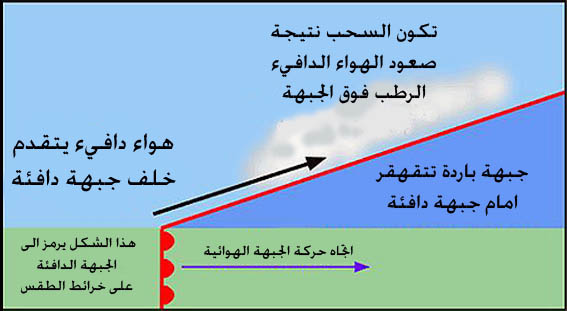 تكون السحب نتيجة
صعود الهواء الدافيء
الرطب فوق الجبهة
هواء دافيء يتقدم
خلف جبهة دافئة
جبهة باردة تتقهقر
امام جبهة دافئة
هذا الشكل يرمز الى
الجبهة الدافئة
على خرائط الطقس
اتجاه حركة الجبهة الهوائية